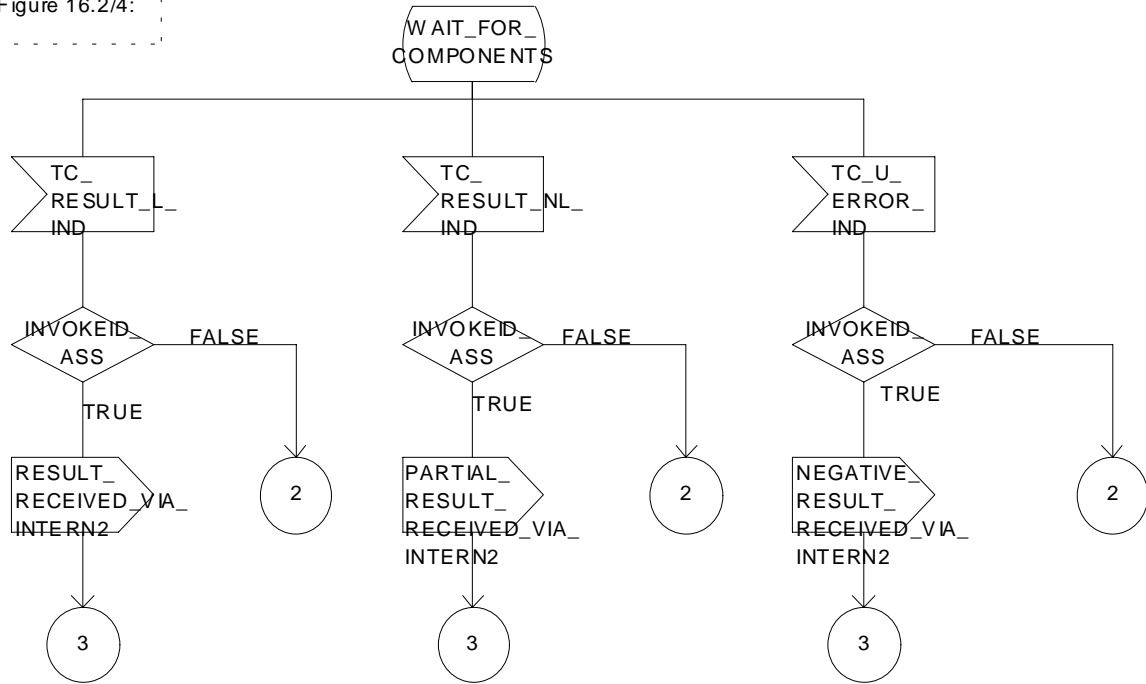 Figure 16.2/4:
WAIT_FOR_
COMPONENTS
TC_
RESULT_L_
IND
TC_
RESULT_NL_
IND
TC_U_
ERROR_
IND
INVOKEID_
ASS
FALSE
TRUE
INVOKEID_
ASS
FALSE
TRUE
INVOKEID_
ASS
FALSE
TRUE
RESULT_
RECEIVED_VIA_
INTERN2
2
PARTIAL_
RESULT_
RECEIVED_VIA_
INTERN2
2
NEGATIVE_
RESULT_
RECEIVED_VIA_
INTERN2
2
3
3
3